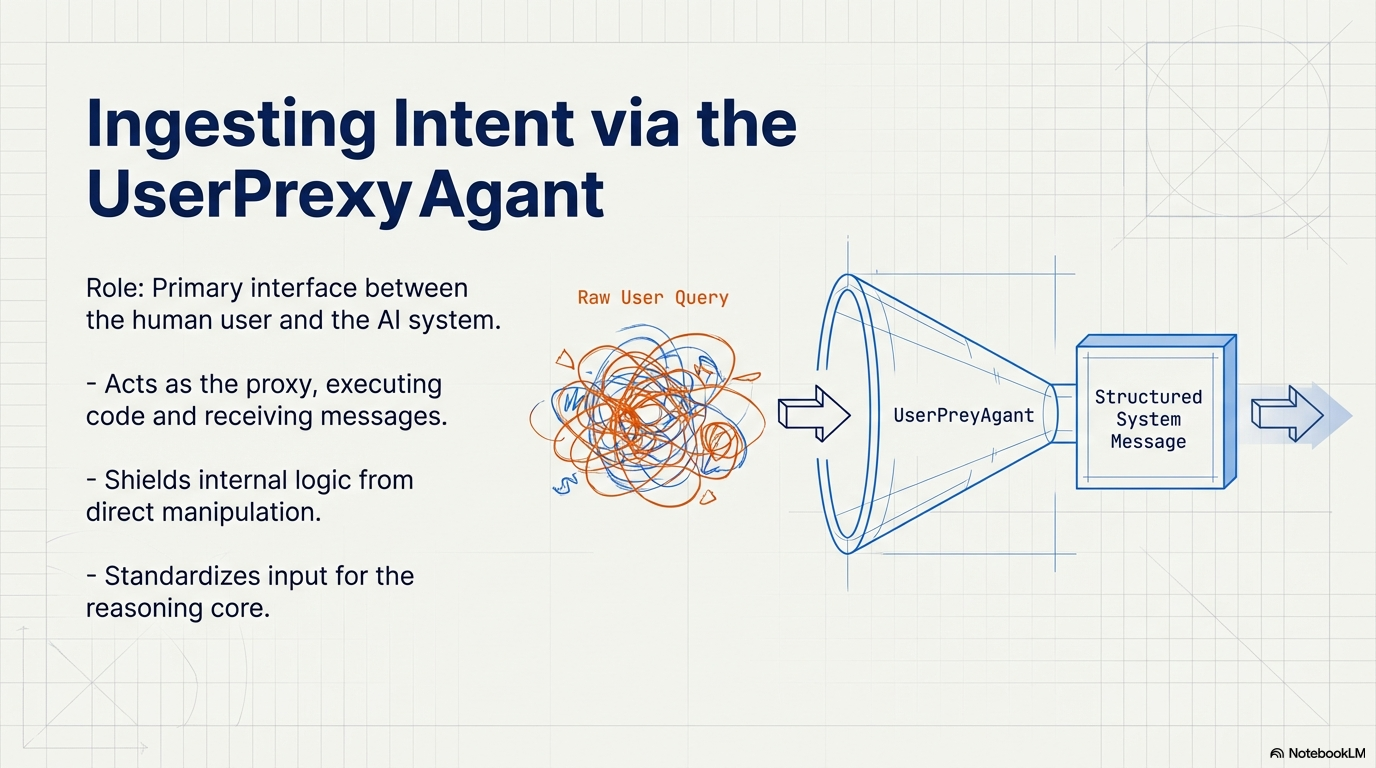 Ingesting Intent via the
UserPrexyAgant
Role: Primary interface between
the human user and the AI system.
- Acts as the proxy, executing
code and receiving messages.
- Shields internal logic from
direct manipulation.
- Standardizes input for the
reasoning core.
Raw User Query
UserPreyAgant
Structured
System
Message
NotebookLM